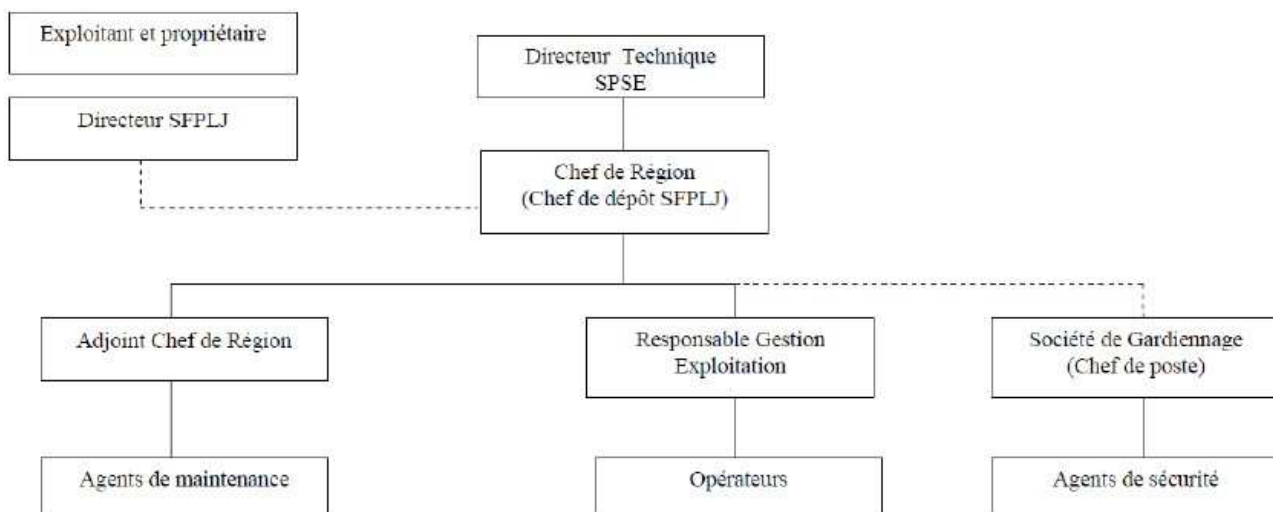 Exploitant et propriétaire
Directeur Technique
SPSE
Directeur SFPLJ
Chef de Région
(Chef de dépôt SFPLJ)
Adjoint Chef de Région
Responsable Gestion
Exploitation
Société de Gardiennage
(Chef de poste)
Agents de maintenance
Opérateurs
Agents de sécurité